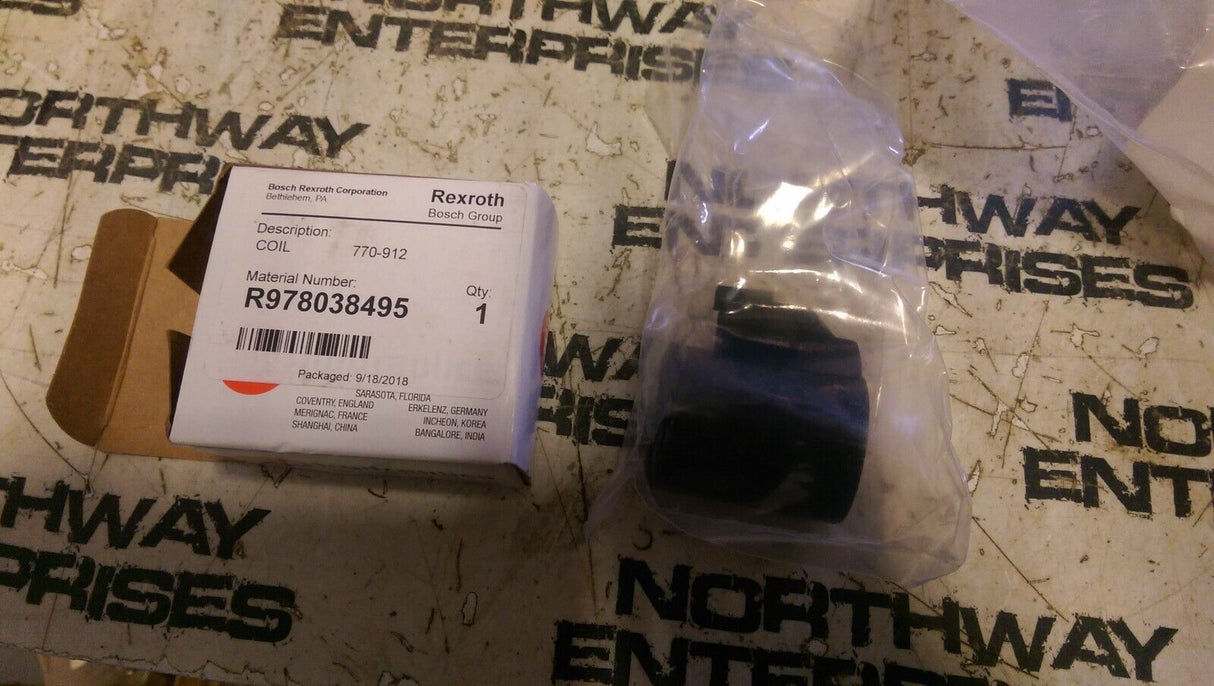 NORTHWAY
ENTERPRISES
NORTHWAY
ENTERPRISES
EI
Bosch Rexroth Corporation
Bethlehem, PA
Rexroth
Bosch Group
Description:
COIL 770-912
Material Number:
R978038495
Qty:
1
Packaged: 9/18/2018
SARASOTA, FLORIDA
COVENTRY, ENGLAND
ERKELENZ, GERMANY
MERIGNAC, FRANCE
INCHEON, KOREA
SHANGHAI, CHINA
BANGALORE, INDIA
NORTHWAY
ENTERPRISES
NORTHWAY
ENTERPRISES